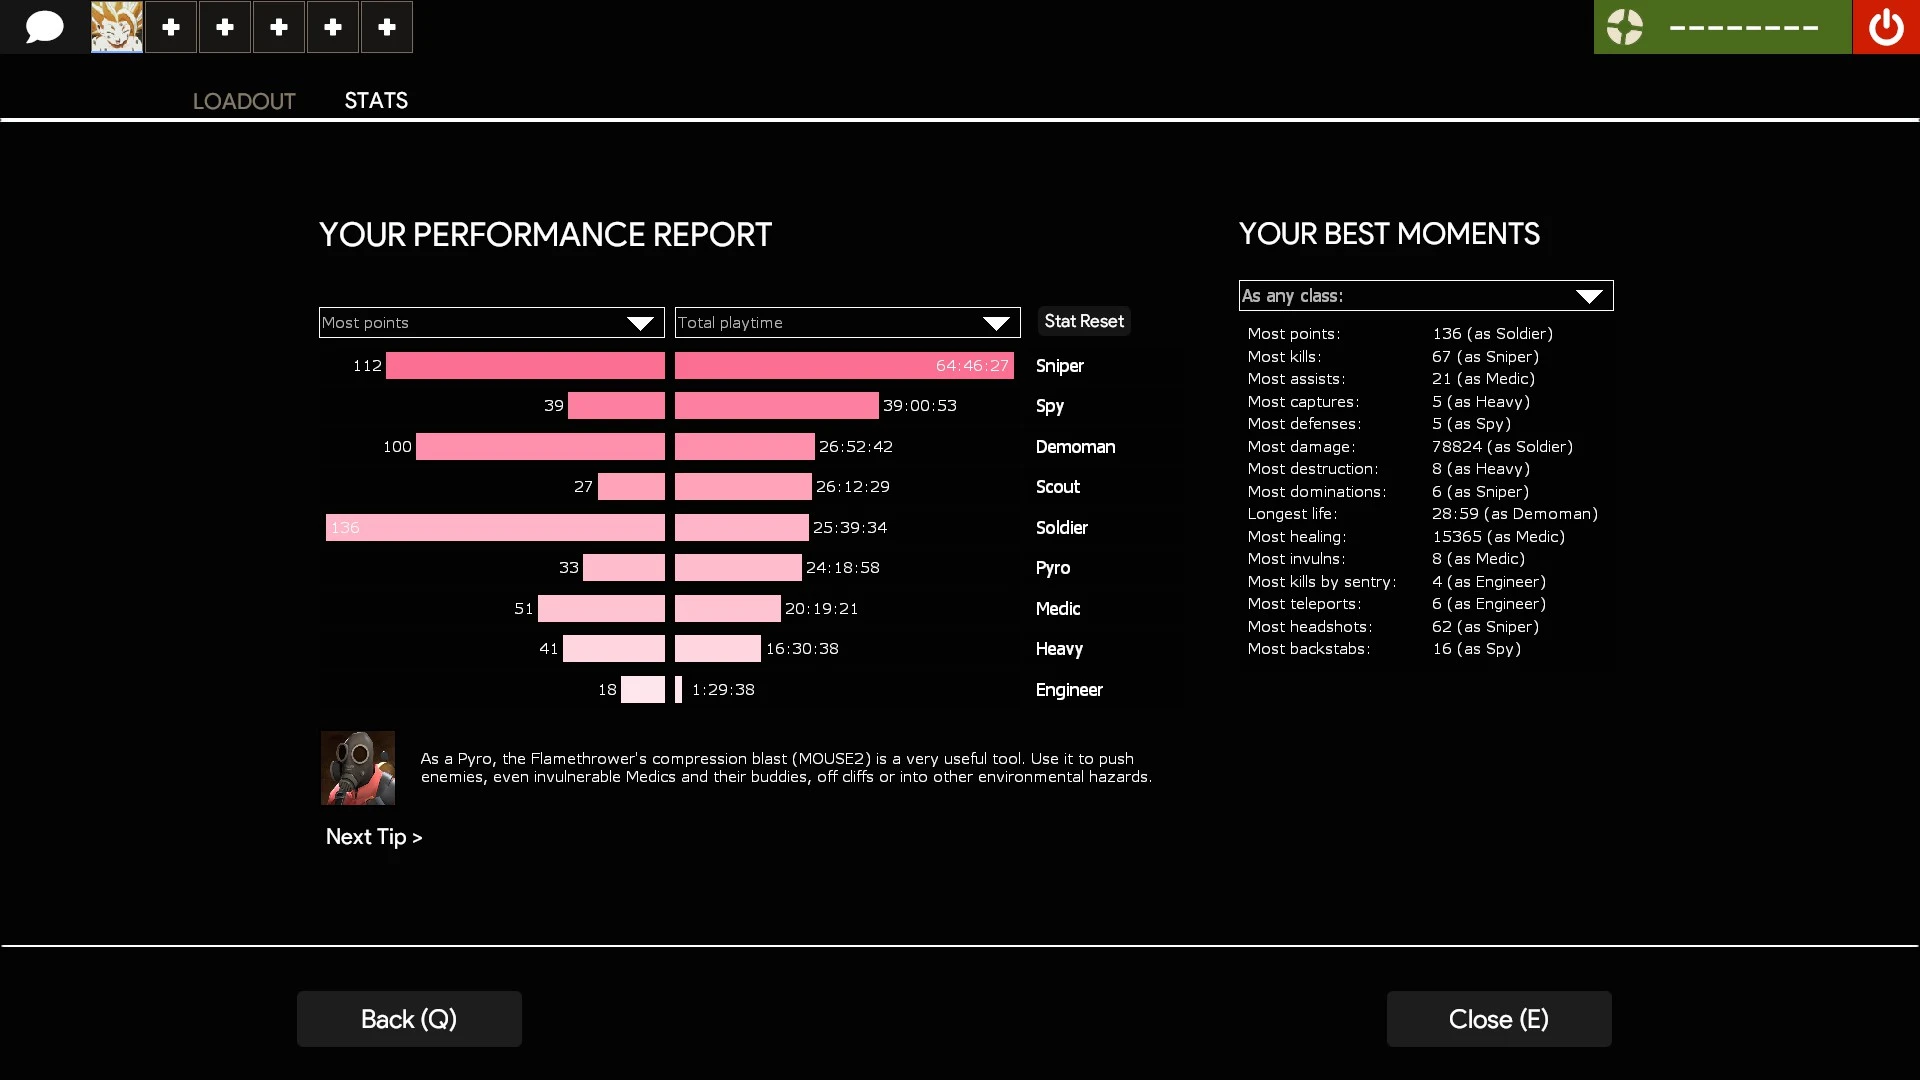 LOADOUT STATS
YOUR PERFORMANCE REPORT
Most points Total playtime Stat Reset
112 64:46:27 Sniper
39 39:00:53 Spy
100 26:52:42 Demoman
27 26:12:29 Scout
136 25:39:34 Soldier
33 24:18:58 Pyro
51 20:19:21 Medic
41 16:30:38 Heavy
18 1:29:38 Engineer
As a Pyro, the Flamethrower's compression blast (MOUSE2) is a very useful tool. Use it to push
enemies, even invulnerable Medics and their buddies, off cliffs or into other environmental hazards.
Next Tip >
YOUR BEST MOMENTS
As any class:
Most points: 136 (as Soldier)
Most kills: 67 (as Sniper)
Most assists: 21 (as Medic)
Most captures: 5 (as Heavy)
Most defenses: 5 (as Spy)
Most damage: 78824 (as Soldier)
Most destruction: 8 (as Heavy)
Most dominations: 6 (as Sniper)
Longest life: 28:59 (as Demoman)
Most healing: 15365 (as Medic)
Most invulns: 8 (as Medic)
Most kills by sentry: 4 (as Engineer)
Most teleports: 6 (as Engineer)
Most headshots: 62 (as Sniper)
Most backstabs: 16 (as Spy)
Back (Q) Close (E)